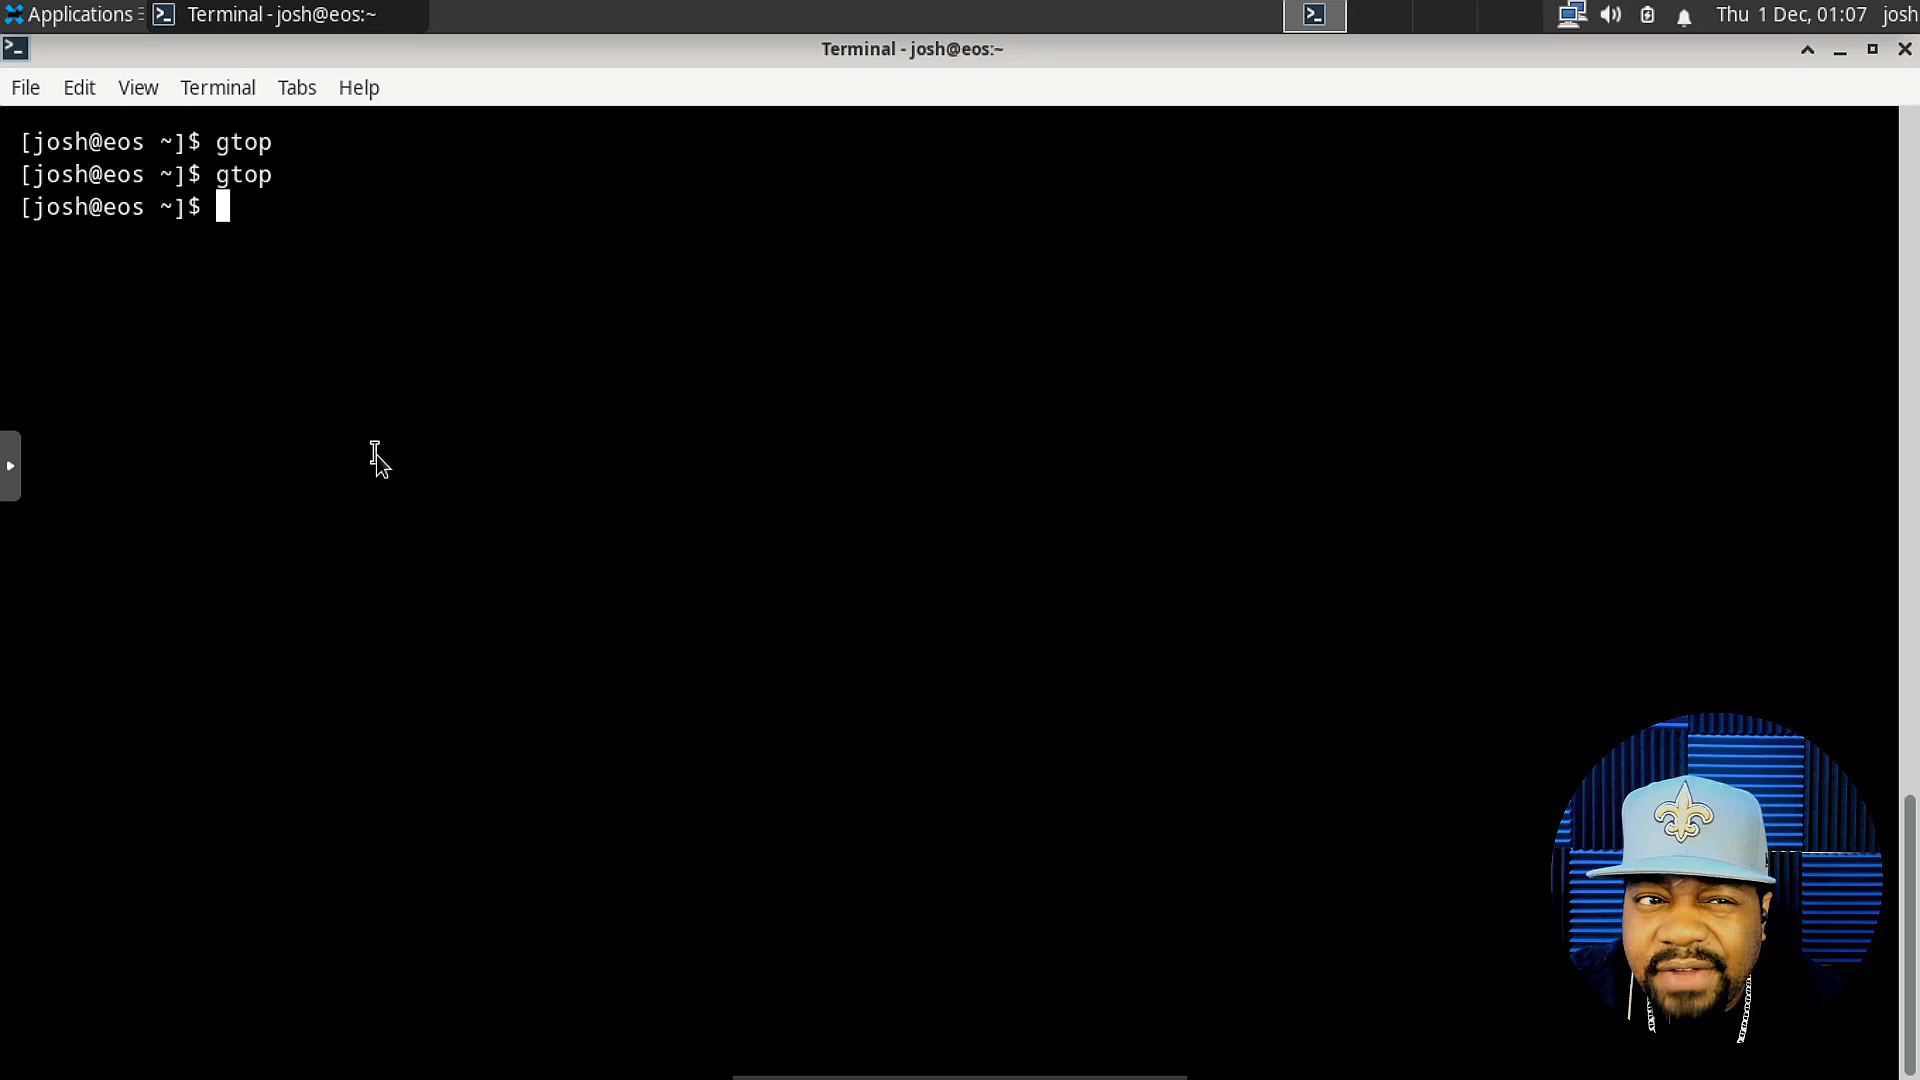 Applications
Terminal - josh@eos:~
Thu 1 Dec, 01:07
josh
Terminal - josh@eos:~
File Edit View Terminal Tabs Help
[josh@eos ~]$ gtop
[josh@eos ~]$ gtop
[josh@eos ~]$